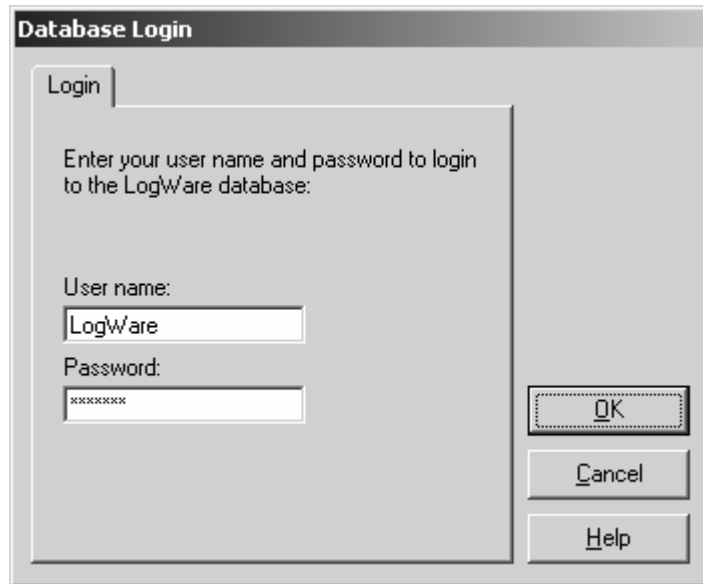 Database Login
Login
Enter your user name and password to login
to the LogWare database:
User name:
LogWare
Password:
*******
OK
Cancel
Help